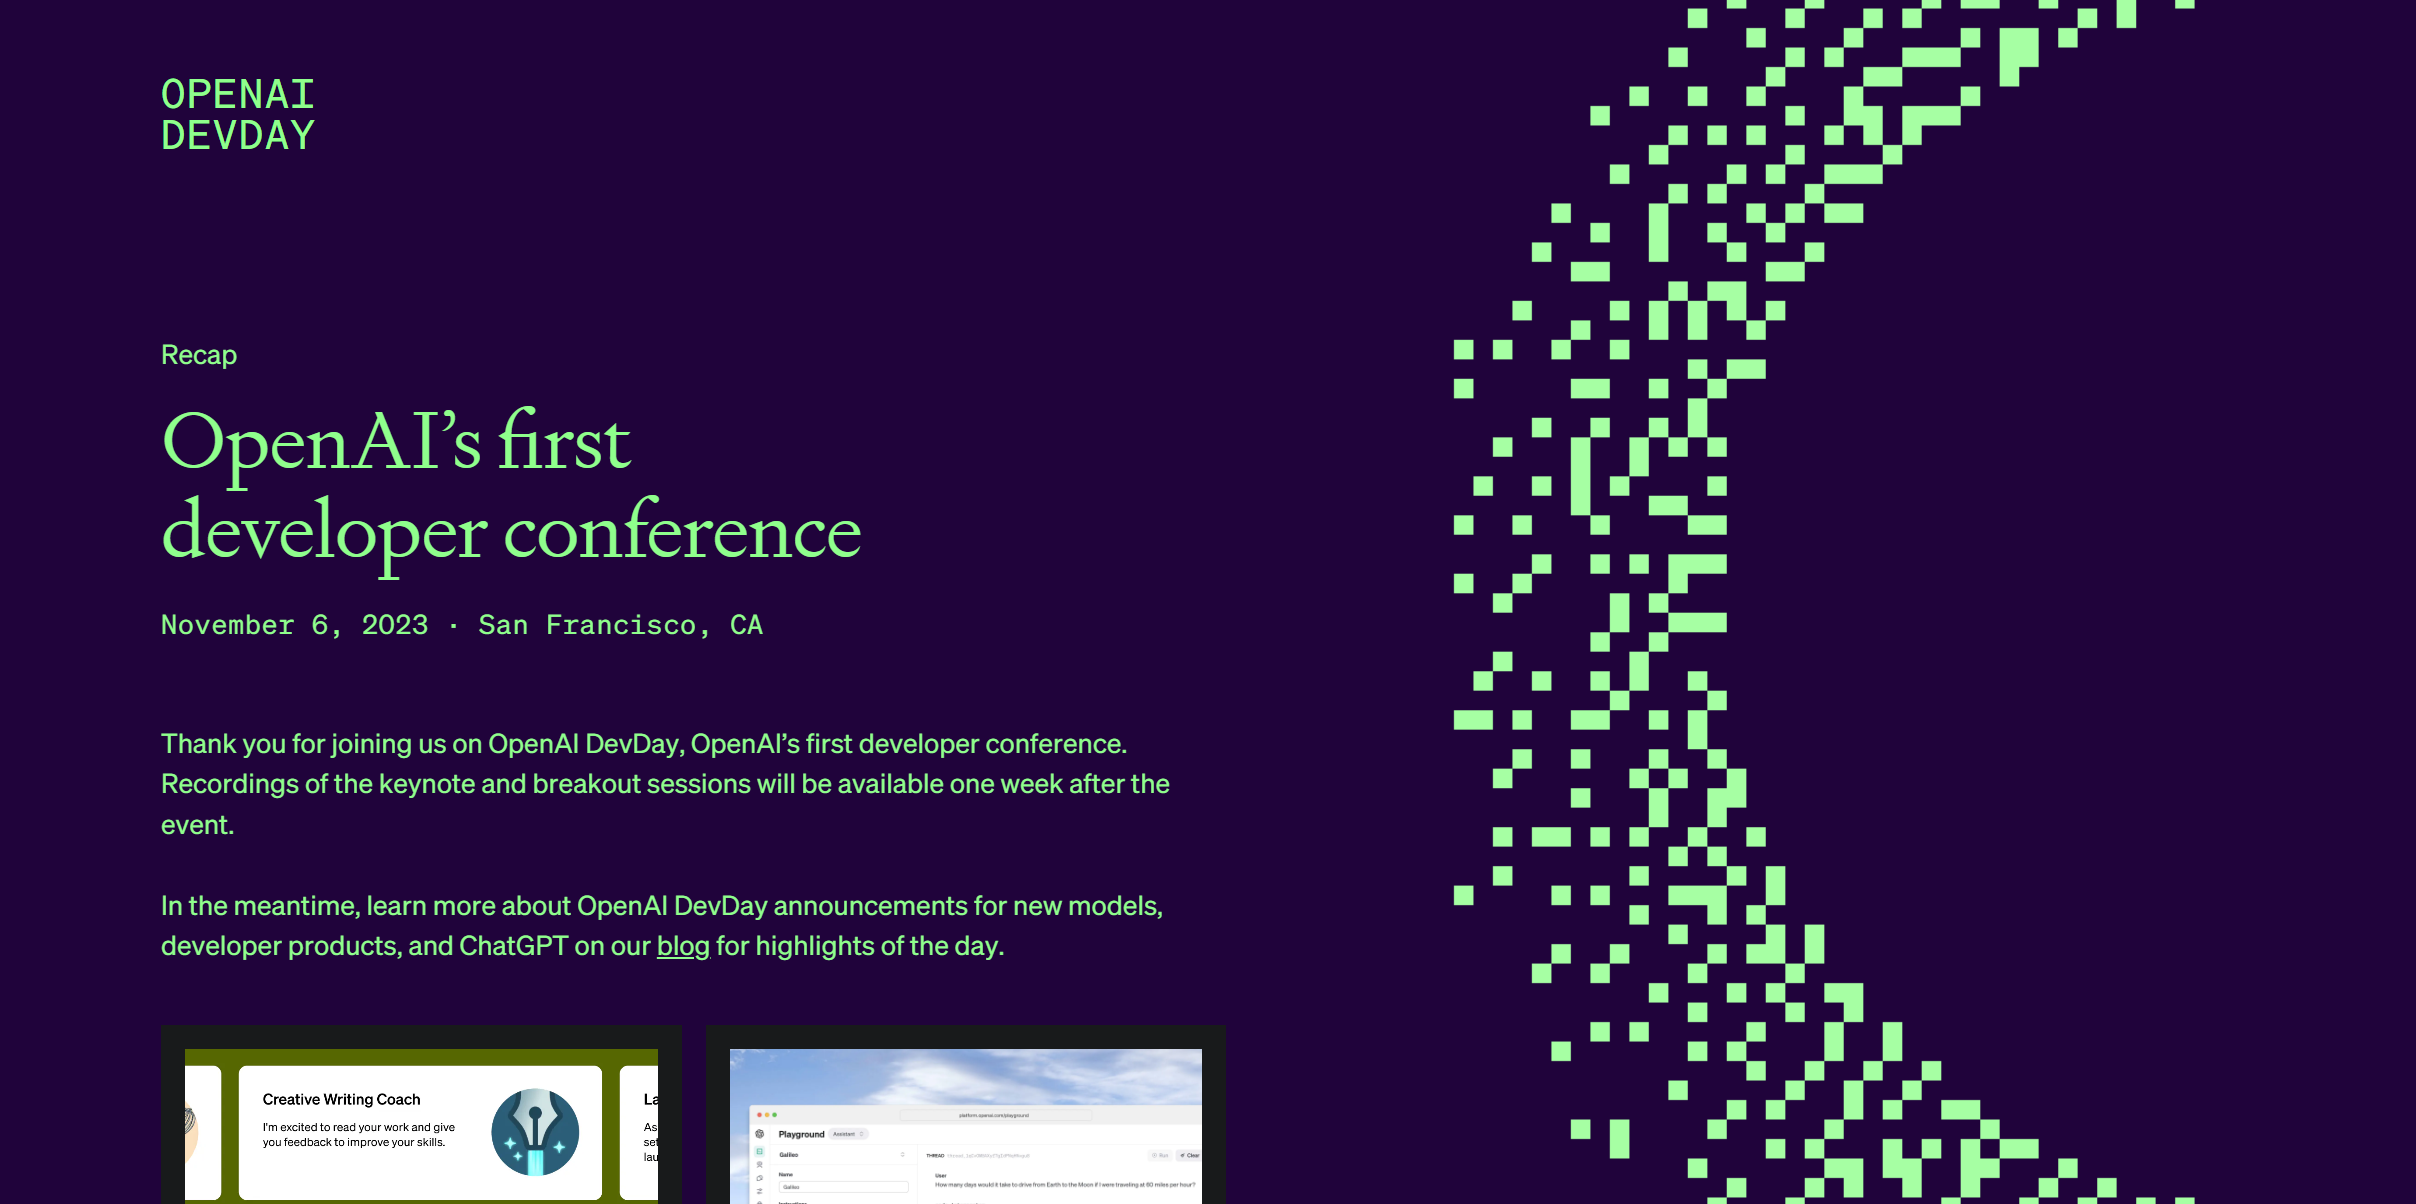 OPENAI
DEVDAY
Recap
OpenAI’s first
developer conference
November 6, 2023 · San Francisco, CA
Thank you for joining us on OpenAI DevDay, OpenAI’s first developer conference.
Recordings of the keynote and breakout sessions will be available one week after the
event.
In the meantime, learn more about OpenAI DevDay announcements for new models,
developer products, and ChatGPT on our blog for highlights of the day.
Creative Writing Coach
I'm excited to read your work and give
you feedback to improve your skills.
La
As
set
lau
platform.openai.com/playground
Playground
Assistant
Galileo
THREAD
Run
Clear
Name
Galileo
User
How many days would it take to drive from Earth to the Moon if I were traveling at 60 miles per hour?